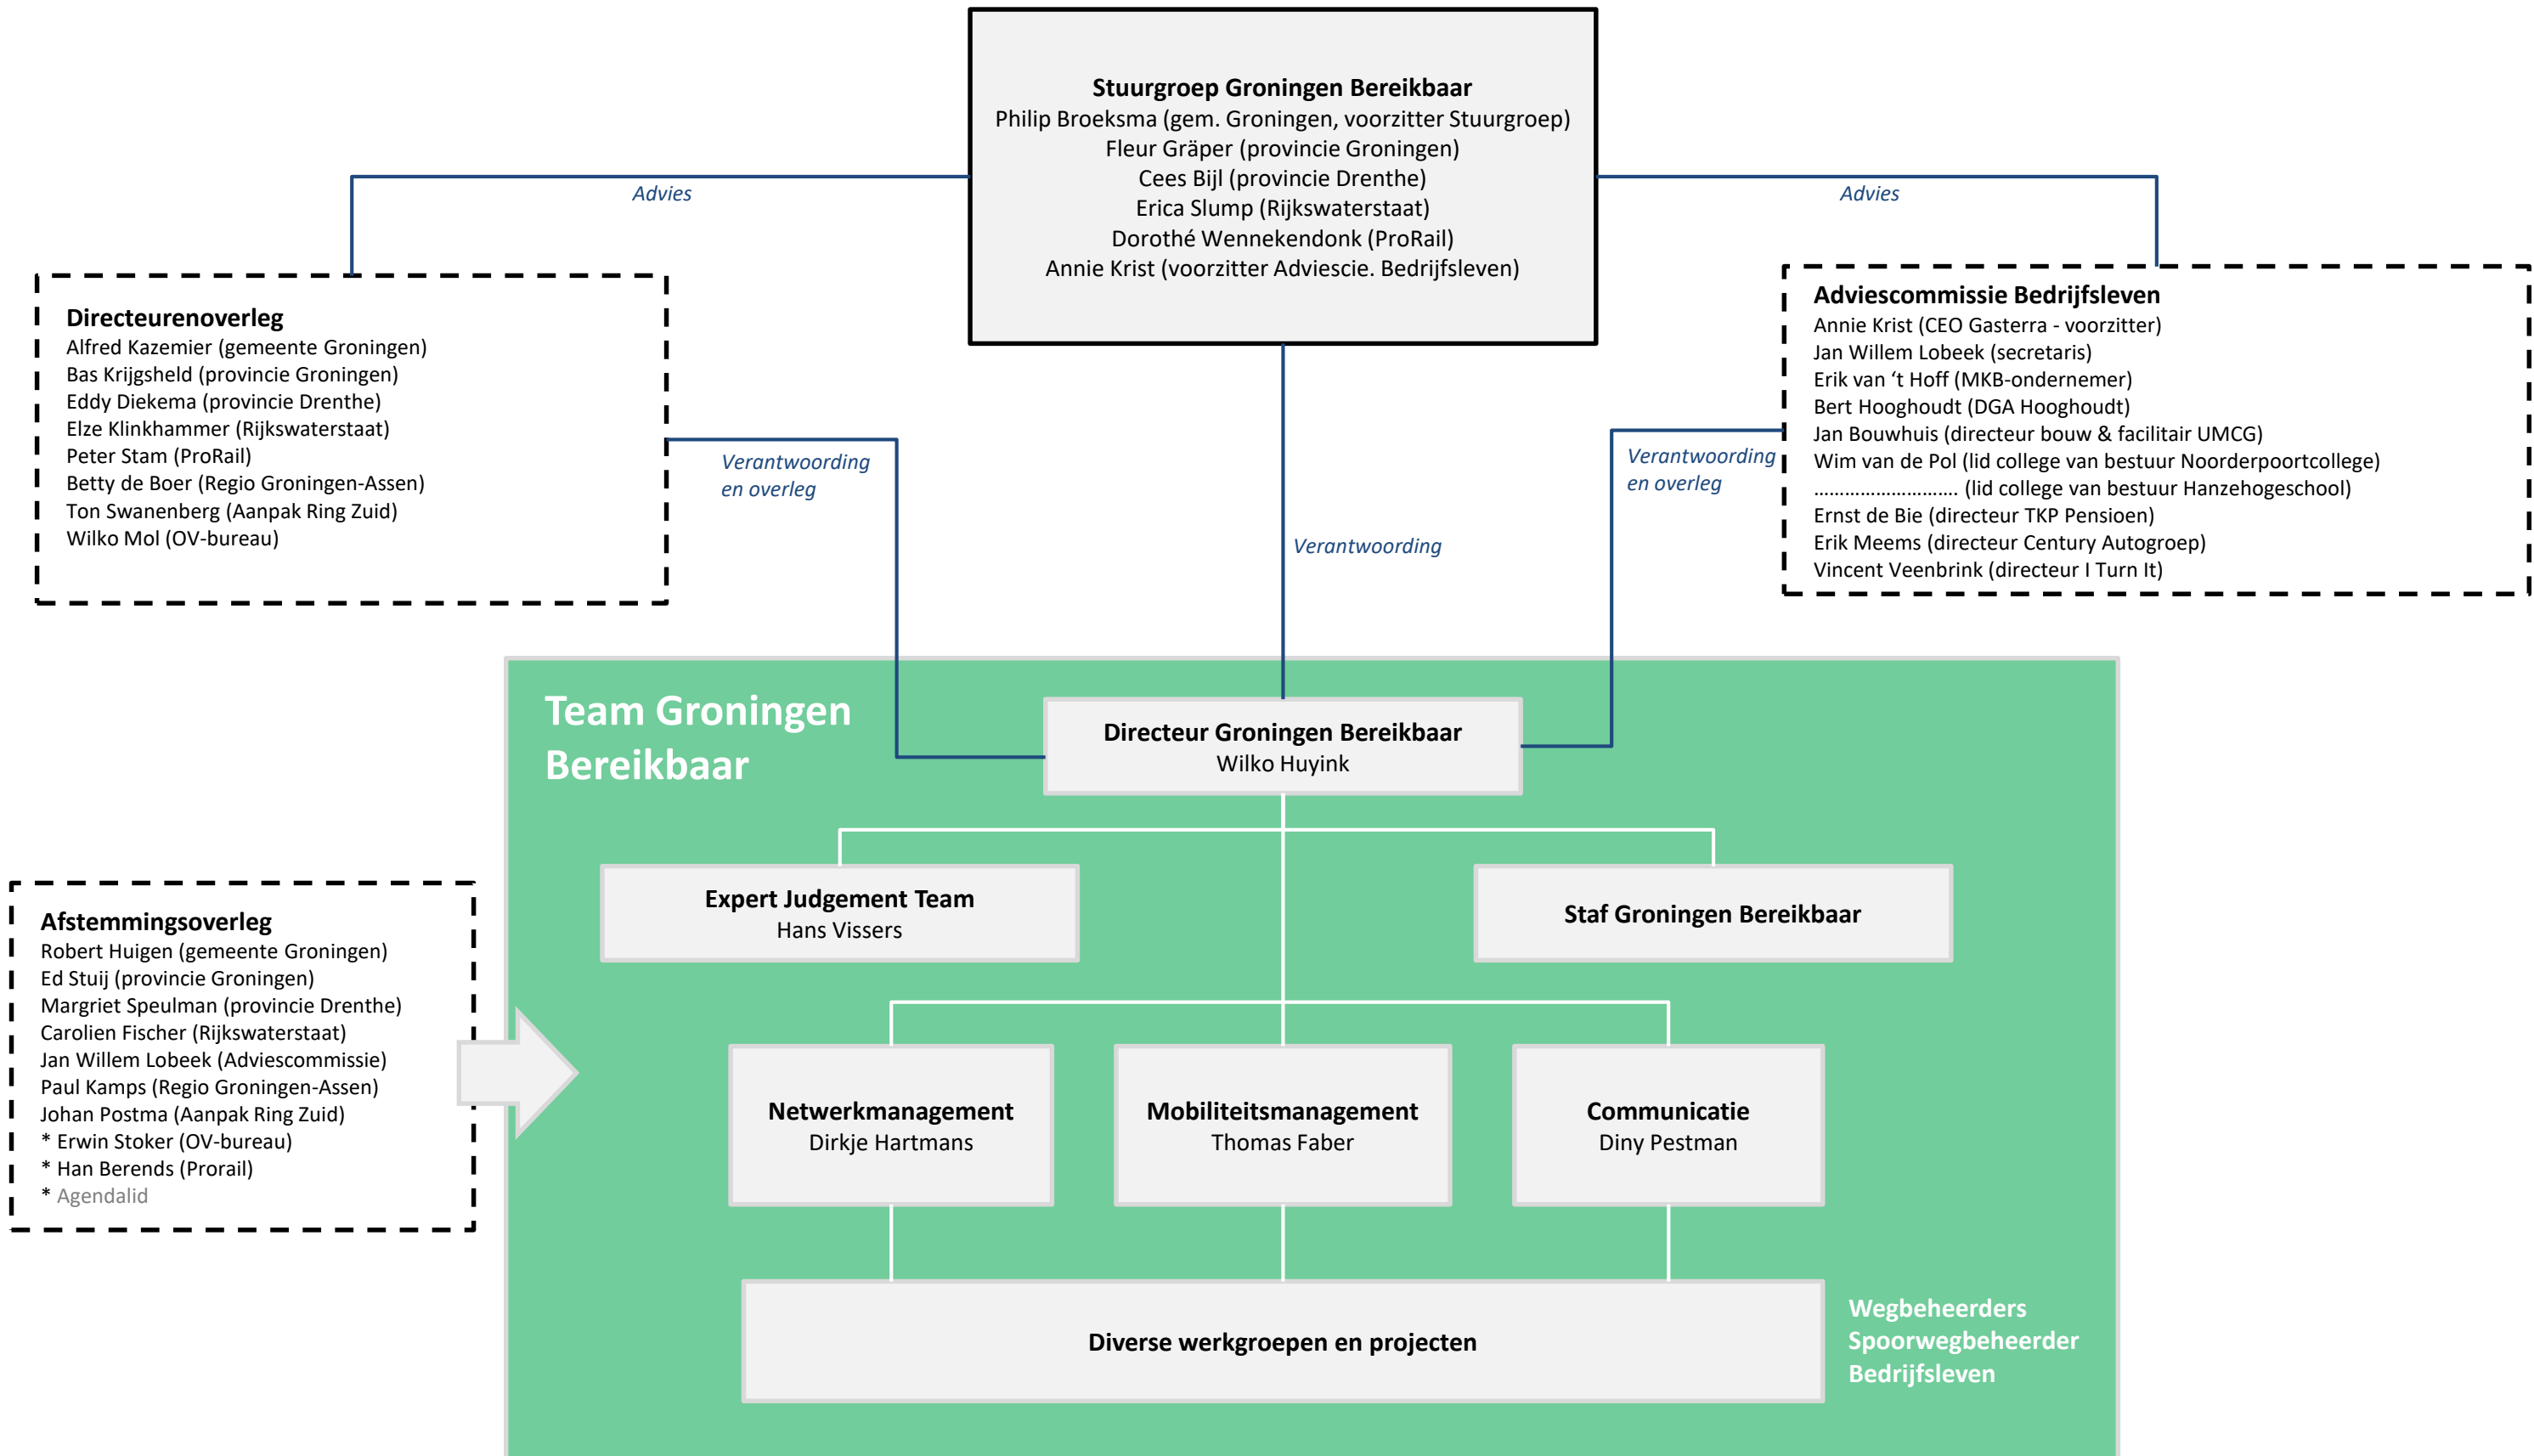 Stuurgroep Groningen Bereikbaar
Philip Broeksma (gem. Groningen, voorzitter Stuurgroep)
Fleur Gräper (provincie Groningen)
Cees Bijl (provincie Drenthe)
Erica Slump (Rijkswaterstaat)
Dorothé Wennekendonk (ProRail)
Annie Krist (voorzitter Adviescie. Bedrijfsleven)
Advies
Advies
Directeurenoverleg
Alfred Kazemier (gemeente Groningen)
Bas Krijgsheld (provincie Groningen)
Eddy Diekema (provincie Drenthe)
Elze Klinkhammer (Rijkswaterstaat)
Peter Stam (ProRail)
Betty de Boer (Regio Groningen-Assen)
Ton Swanenberg (Aanpak Ring Zuid)
Wilko Mol (OV-bureau)
Adviescommissie Bedrijfsleven
Annie Krist (CEO Gasterra - voorzitter)
Jan Willem Lobeek (secretaris)
Erik van ‘t Hoff (MKB-ondernemer)
Bert Hooghoudt (DGA Hooghoudt)
Jan Bouwhuis (directeur bouw & facilitair UMCG)
Wim van de Pol (lid college van bestuur Noorderpoortcollege)
………………………. (lid college van bestuur Hanzehogeschool)
Ernst de Bie (directeur TKP Pensioen)
Erik Meems (directeur Century Autogroep)
Vincent Veenbrink (directeur I Turn It)
Verantwoording
en overleg
Verantwoording
Verantwoording
en overleg
Team Groningen
Bereikbaar
Directeur Groningen Bereikbaar
Wilko Huyink
Expert Judgement Team
Hans Vissers
Staf Groningen Bereikbaar
Afstemmingsoverleg
Robert Huigen (gemeente Groningen)
Ed Stuij (provincie Groningen)
Margriet Speulman (provincie Drenthe)
Carolien Fischer (Rijkswaterstaat)
Jan Willem Lobeek (Adviescommissie)
Paul Kamps (Regio Groningen-Assen)
Johan Postma (Aanpak Ring Zuid)
* Erwin Stoker (OV-bureau)
* Han Berends (Prorail)
* Agendalid
Netwerkmanagement
Dirkje Hartmans
Mobiliteitsmanagement
Thomas Faber
Communicatie
Diny Pestman
Diverse werkgroepen en projecten
Wegbeheerders
Spoorwegbeheerder
Bedrijfsleven